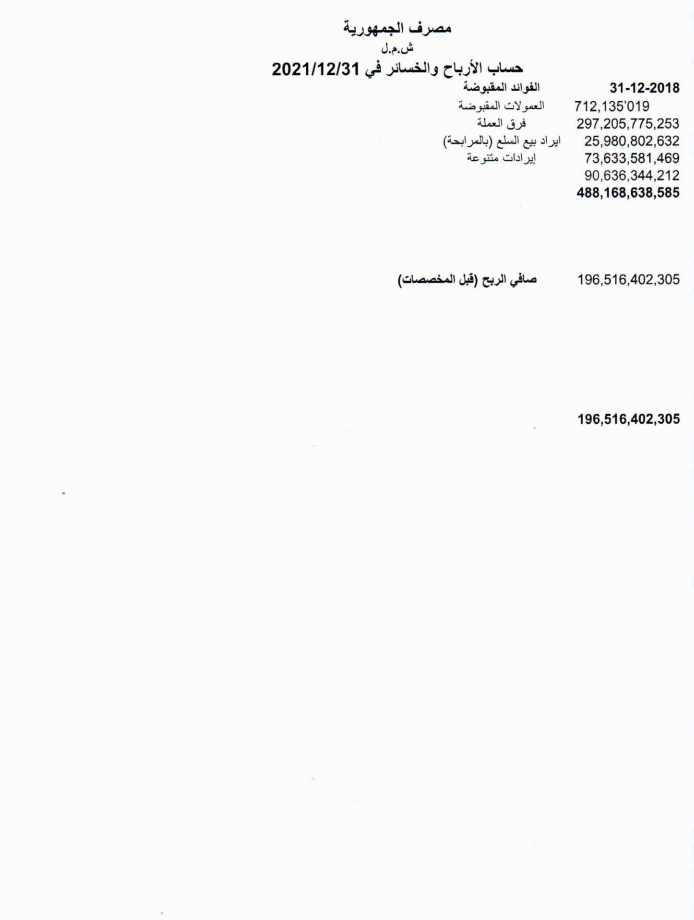 مصرف الجمهورية
ش.م.ل
حساب الأرباح والخسائر في 2021/12/31
31-12-2018 الفوائد المقبوضة
712,135'019 العمولات المقبوضة
297,205,775,253 فرق العملة
25,980,802,632 ايراد بيع السلع (بالمرابحة)
73,633,581,469 إيرادات متنوعة
90,636,344,212
488,168,638,585
196,516,402,305 صافي الربح (قبل المخصصات)
196,516,402,305